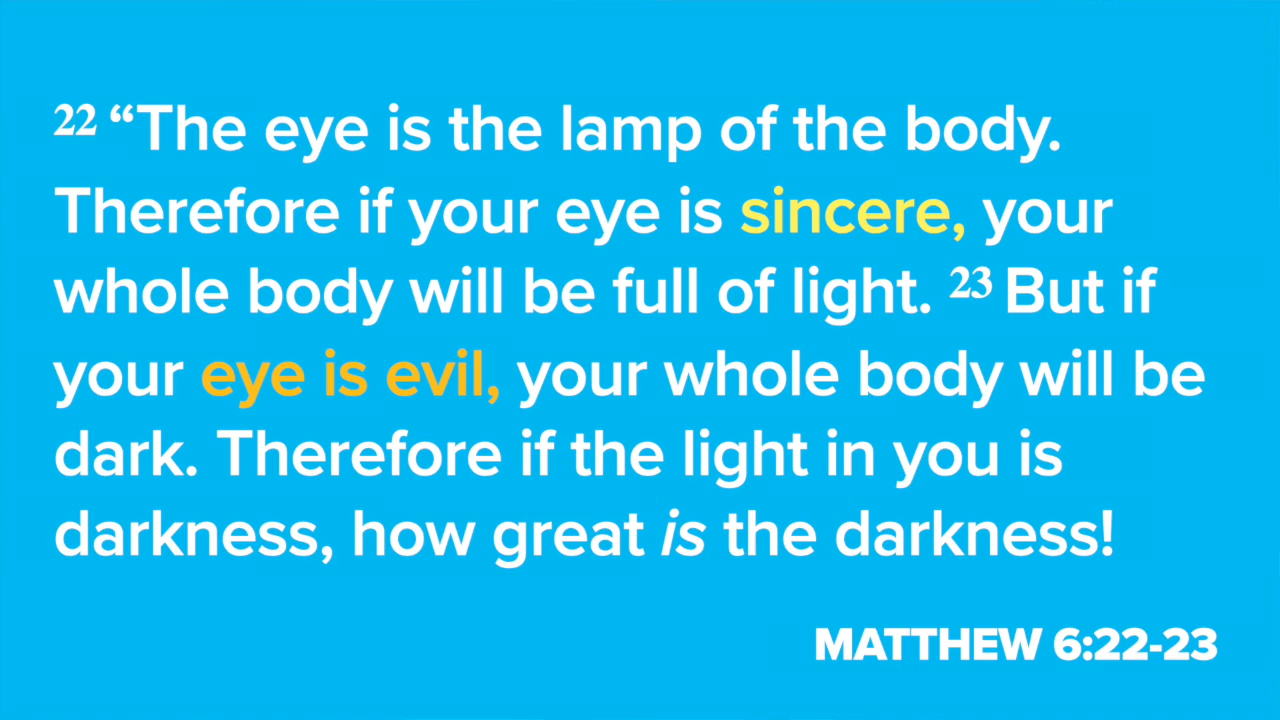 22 “The eye is the lamp of the body.
Therefore if your eye is sincere, your
whole body will be full of light. 23 But if
your eye is evil, your whole body will be
dark. Therefore if the light in you is
darkness, how great is the darkness!
MATTHEW 6:22-23